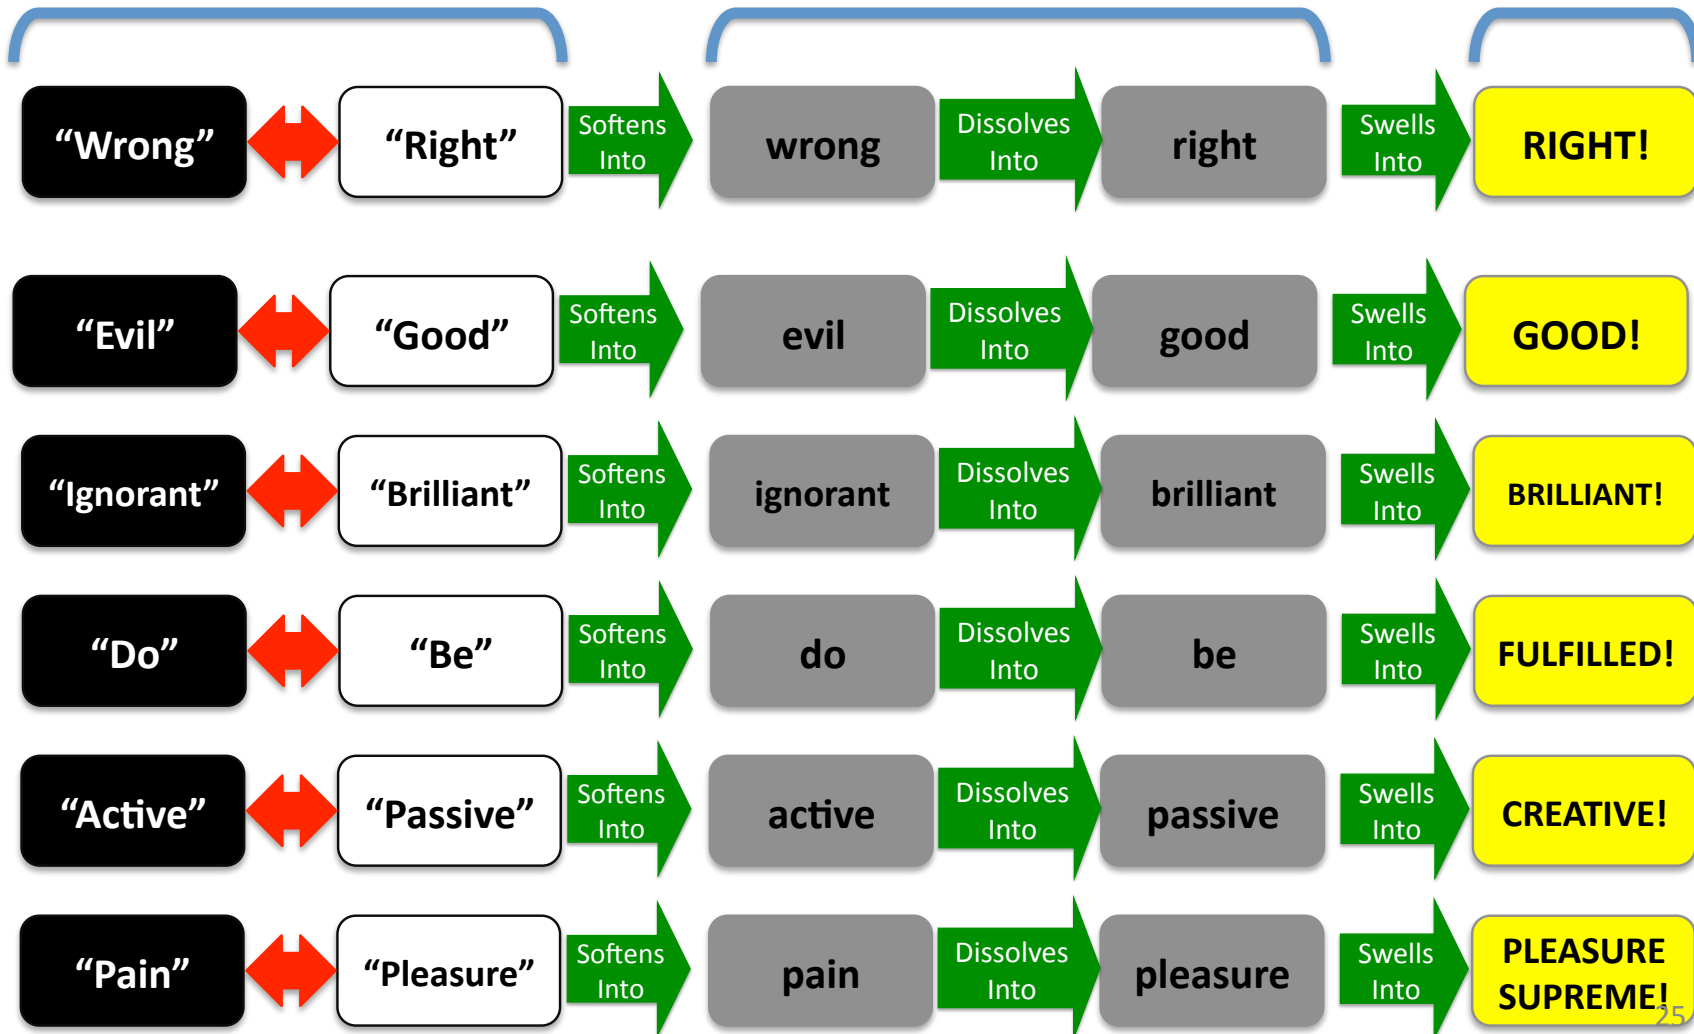 “Wrong” “Right” Softens Into wrong Dissolves Into right Swells Into RIGHT!
“Evil” “Good” Softens Into evil Dissolves Into good Swells Into GOOD!
“Ignorant” “Brilliant” Softens Into ignorant Dissolves Into brilliant Swells Into BRILLIANT!
“Do” “Be” Softens Into do Dissolves Into be Swells Into FULFILLED!
“Active” “Passive” Softens Into active Dissolves Into passive Swells Into CREATIVE!
“Pain” “Pleasure” Softens Into pain Dissolves Into pleasure Swells Into PLEASURE SUPREME!
25